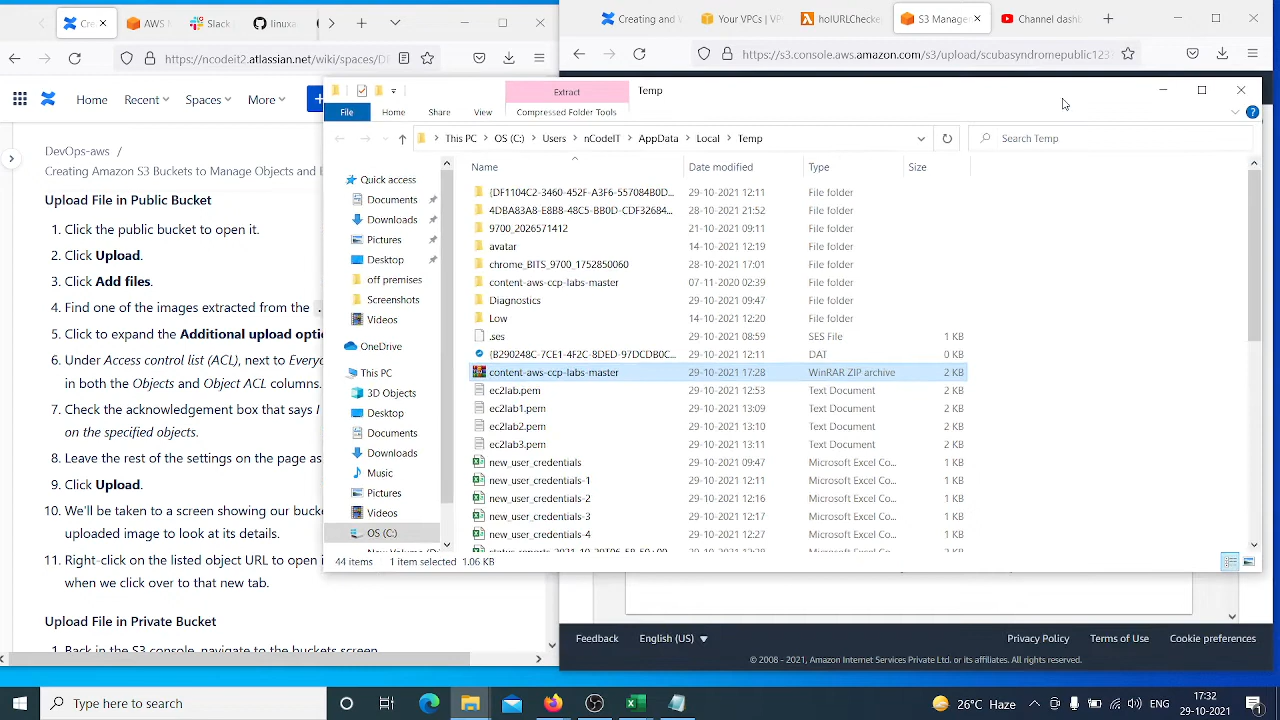 Cre
AWS
Slack
linuxa
Creating and
Your VPCs | VP
holURLChecke
S3 Manage
Channel dashb
https://ncodeit2.atlassian.net/wiki/spaces/DE
https://s3.console.aws.amazon.com/s3/upload/scubasyndromepublic123
Home Recent Spaces More
Extract
Temp
File Home Share View Compressed Folder Tools
This PC OS (C:) Users nCodeIT AppData Local Temp
Search Temp
DevOps-aws /
Creating Amazon S3 Buckets to Manage Objects and
Upload File in Public Bucket
1. Click the public bucket to open it.
2. Click Upload.
3. Click Add files.
4. Find one of the images extracted from the
5. Click to expand the Additional upload optio
6. Under Access control list (ACL), next to Everyo
in both the Objects and Object ACL columns.
7. Check the acknowledgement box that says I
on the specified objects.
8. Leave the rest of the settings on the page as
9. Click Upload.
10. We'll be taken to a screen showing our bucke
uploaded image to look at its details.
11. Right-click on the listed object URL to open i
when we click over to that new tab.
Upload File in Private Bucket
1. Back in the S3 console, navigate to the buckets screen
Quick access
Documents
Downloads
Pictures
Desktop
off premises
Screenshots
Videos
OneDrive
This PC
3D Objects
Desktop
Documents
Downloads
Music
Pictures
Videos
OS (C:)
Name Date modified Type Size
{DF1104C2-3460-452F-A3F6-557084B0D... 29-10-2021 12:11 File folder
4DBA83A8-E8B8-48C5-BB0D-CDF32684... 28-10-2021 21:52 File folder
9700_2026571412 21-10-2021 09:11 File folder
avatar 14-10-2021 12:19 File folder
chrome_BITS_9700_1752850060 28-10-2021 17:01 File folder
content-aws-ccp-labs-master 07-11-2020 02:39 File folder
Diagnostics 29-10-2021 09:47 File folder
Low 14-10-2021 12:20 File folder
.ses 29-10-2021 08:59 SES File 1 KB
{B290248C-7CE1-4F2C-8DED-97DCDB0C... 29-10-2021 12:11 DAT 0 KB
content-aws-ccp-labs-master 29-10-2021 17:28 WinRAR ZIP archive 2 KB
ec2lab.pem 29-10-2021 12:53 Text Document 2 KB
ec2lab1.pem 29-10-2021 13:09 Text Document 2 KB
ec2lab2.pem 29-10-2021 13:10 Text Document 2 KB
ec2lab3.pem 29-10-2021 13:11 Text Document 2 KB
new_user_credentials 29-10-2021 09:47 Microsoft Excel Co... 1 KB
new_user_credentials-1 29-10-2021 12:11 Microsoft Excel Co... 1 KB
new_user_credentials-2 29-10-2021 12:16 Microsoft Excel Co... 1 KB
new_user_credentials-3 29-10-2021 12:17 Microsoft Excel Co... 1 KB
new_user_credentials-4 29-10-2021 12:27 Microsoft Excel Co... 1 KB
44 items 1 item selected 1.06 KB
Feedback English (US) Privacy Policy Terms of Use Cookie preferences
© 2008 - 2021, Amazon Internet Services Private Ltd. or its affiliates. All rights reserved.
Type here to search
26°C Haze
17:32
29-10-2021